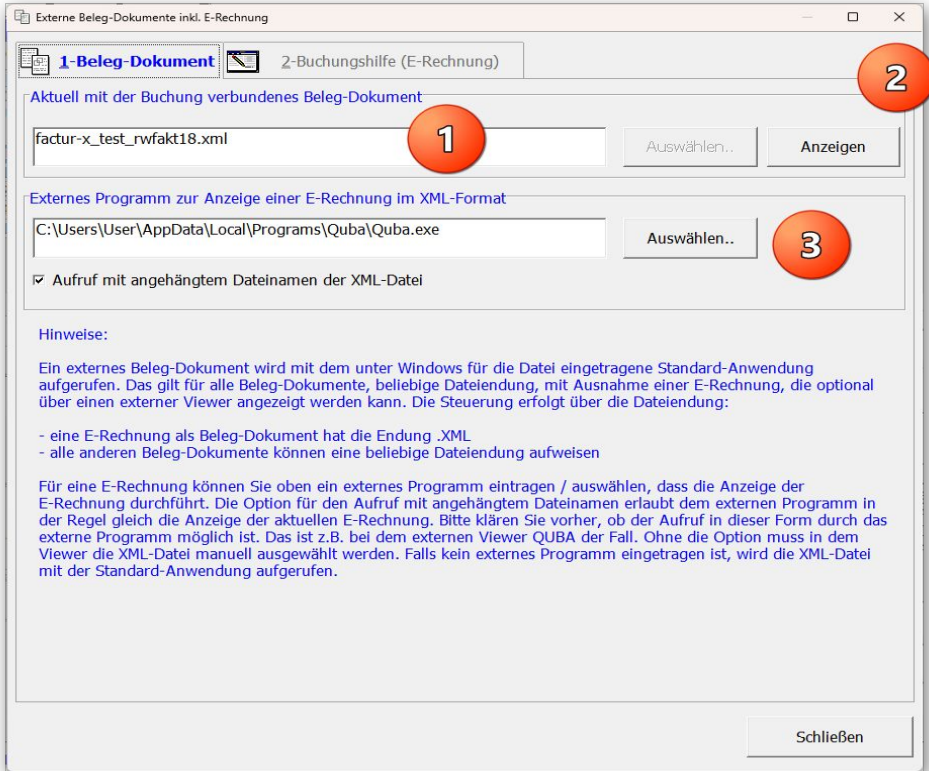 Externe Beleg-Dokumente inkl. E-Rechnung
1-Beleg-Dokument
2-Buchungshilfe (E-Rechnung)
2
Aktuell mit der Buchung verbundenes Beleg-Dokument
factur-x_test_rwfakt18.xml
1
Auswählen..
Anzeigen
Externes Programm zur Anzeige einer E-Rechnung im XML-Format
C:\Users\User\AppData\Local\Programs\Quba\Quba.exe
Auswählen..
3
Aufruf mit angehängtem Dateinamen der XML-Datei
Hinweise:
Ein externes Beleg-Dokument wird mit dem unter Windows für die Datei eingetragene Standard-Anwendung
aufgerufen. Das gilt für alle Beleg-Dokumente, beliebige Dateiendung, mit Ausnahme einer E-Rechnung, die optional
über einen externer Viewer angezeigt werden kann. Die Steuerung erfolgt über die Dateiendung:
- eine E-Rechnung als Beleg-Dokument hat die Endung .XML
- alle anderen Beleg-Dokumente können eine beliebige Dateiendung aufweisen
Für eine E-Rechnung können Sie oben ein externes Programm eintragen / auswählen, dass die Anzeige der
E-Rechnung durchführt. Die Option für den Aufruf mit angehängtem Dateinamen erlaubt dem externen Programm in
der Regel gleich die Anzeige der aktuellen E-Rechnung. Bitte klären Sie vorher, ob der Aufruf in dieser Form durch das
externe Programm möglich ist. Das ist z.B. bei dem externen Viewer QUBA der Fall. Ohne die Option muss in dem
Viewer die XML-Datei manuell ausgewählt werden. Falls kein externes Programm eingetragen ist, wird die XML-Datei
mit der Standard-Anwendung aufgerufen.
Schließen